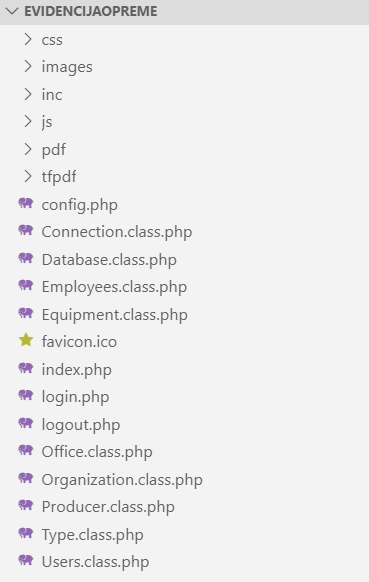 EVIDENCIJAOPREME
css
images
inc
js
pdf
tfpdf
config.php
Connection.class.php
Database.class.php
Employees.class.php
Equipment.class.php
favicon.ico
index.php
login.php
logout.php
Office.class.php
Organization.class.php
Producer.class.php
Type.class.php
Users.class.php